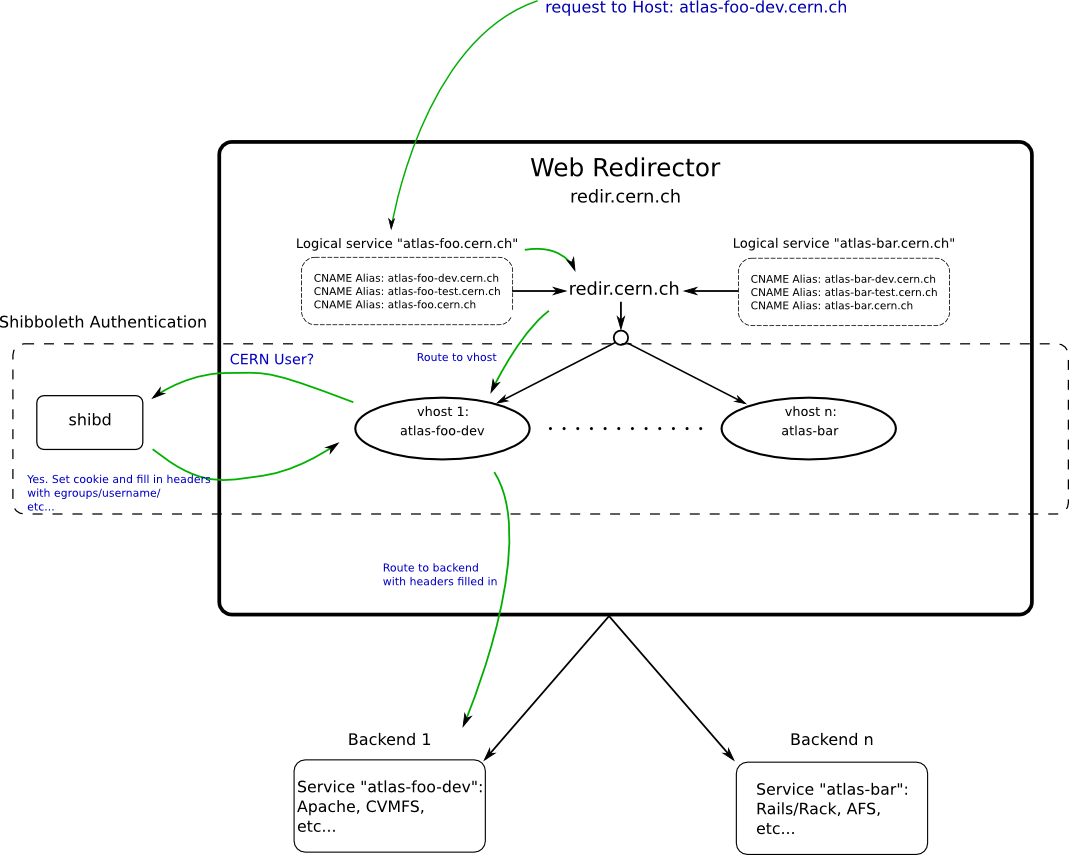 request to Host: atlas-foo-dev.cern.ch
Web Redirector
redir.cern.ch
Logical service "atlas-foo.cern.ch"
CNAME Alias: atlas-foo-dev.cern.ch
CNAME Alias: atlas-foo-test.cern.ch
CNAME Alias: atlas-foo.cern.ch
redir.cern.ch
Logical service "atlas-bar.cern.ch"
CNAME Alias: atlas-bar-dev.cern.ch
CNAME Alias: atlas-bar-test.cern.ch
CNAME Alias: atlas-bar.cern.ch
Shibboleth Authentication
CERN User?
Route to vhost
shibd
vhost 1:
atlas-foo-dev
vhost n:
atlas-bar
Yes. Set cookie and fill in headers
with egroups/username/
etc...
Route to backend
with headers filled in
Backend 1
Service "atlas-foo-dev":
Apache, CVMFS,
etc...
Backend n
Service "atlas-bar":
Rails/Rack, AFS,
etc...